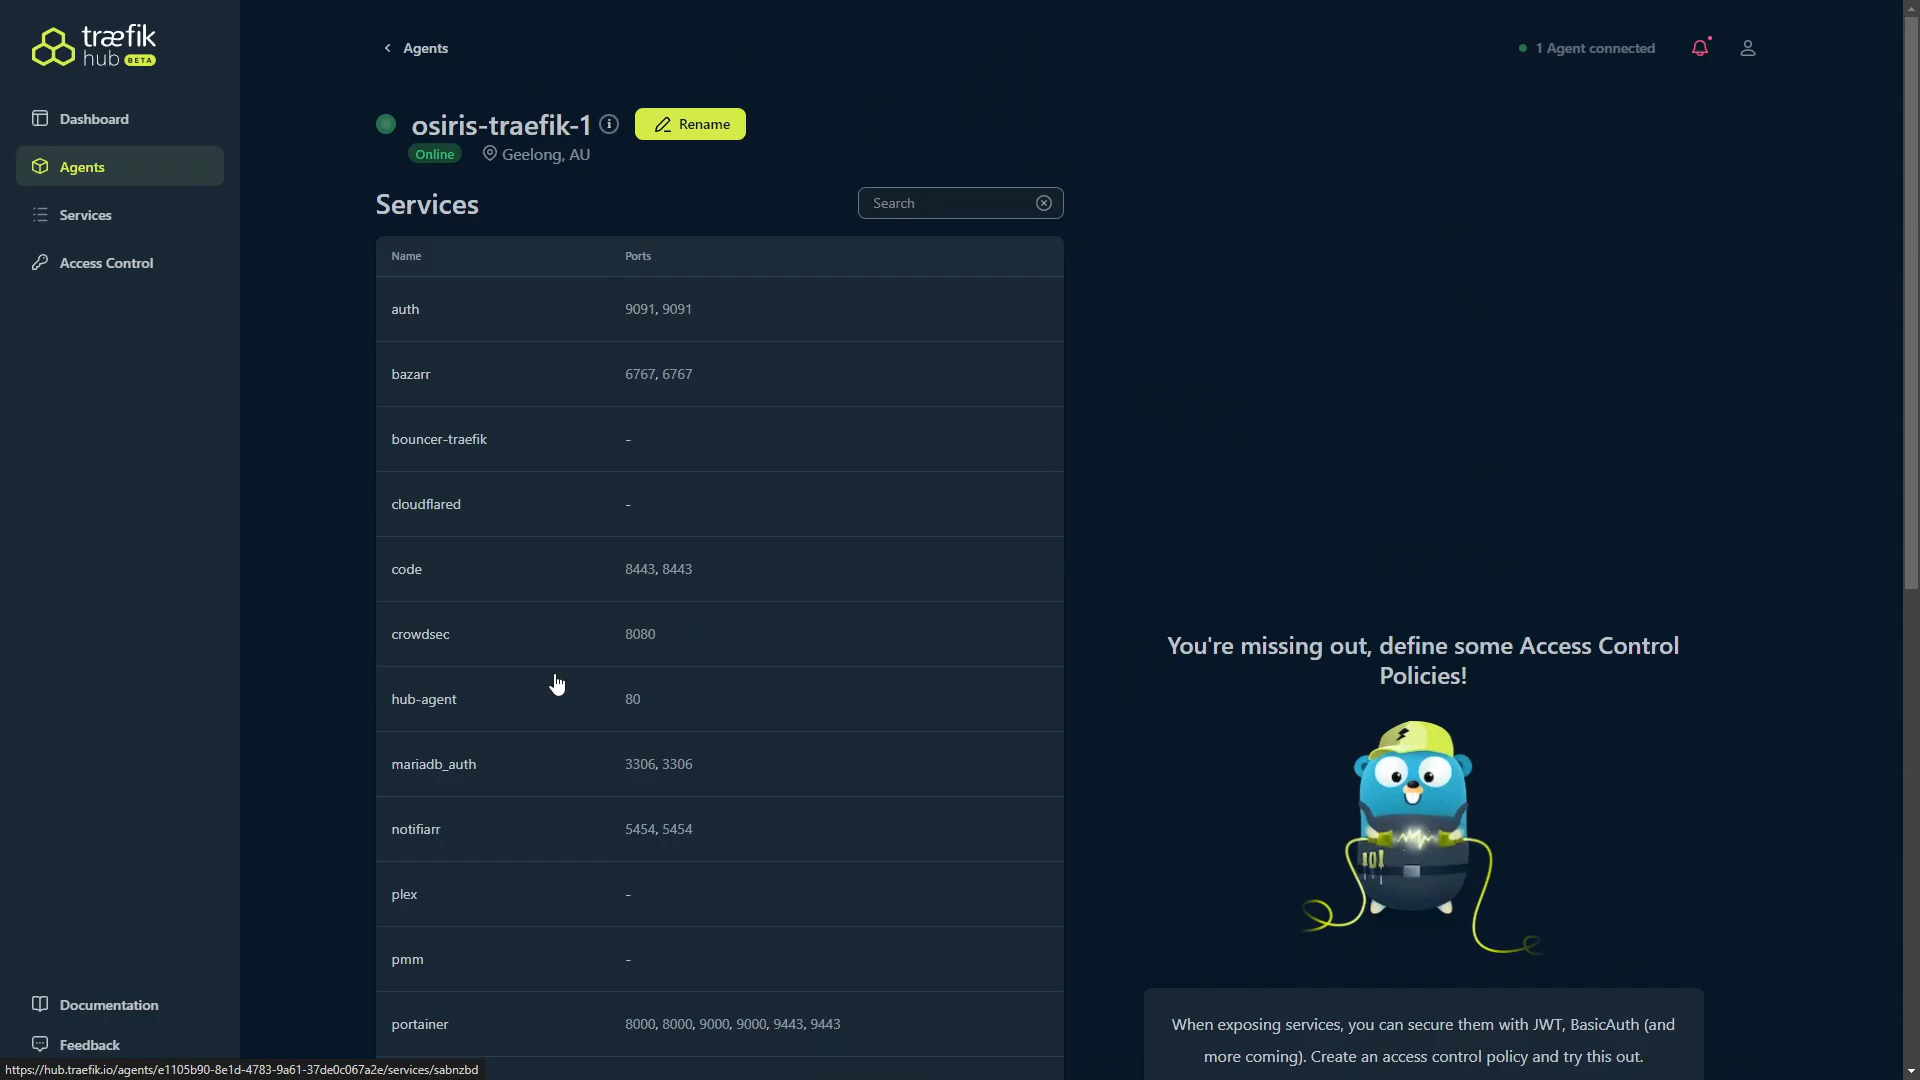 træfik
hub BETA
Dashboard
Agents
Services
Access Control
Documentation
Feedback
Agents
1 Agent connected
osiris-traefik-1
Rename
Online
Geelong, AU
Services
Search
Name Ports
auth 9091, 9091
bazarr 6767, 6767
bouncer-traefik -
cloudflared -
code 8443, 8443
crowdsec 8080
hub-agent 80
mariadb_auth 3306, 3306
notifiarr 5454, 5454
plex -
pmm -
portainer 8000, 8000, 9000, 9000, 9443, 9443
You're missing out, define some Access Control
Policies!
When exposing services, you can secure them with JWT, BasicAuth (and
more coming). Create an access control policy and try this out.
https://hub.traefik.io/agents/e1105b90-8e1d-4783-9a61-37de0c067a2e/services/sabnzbd